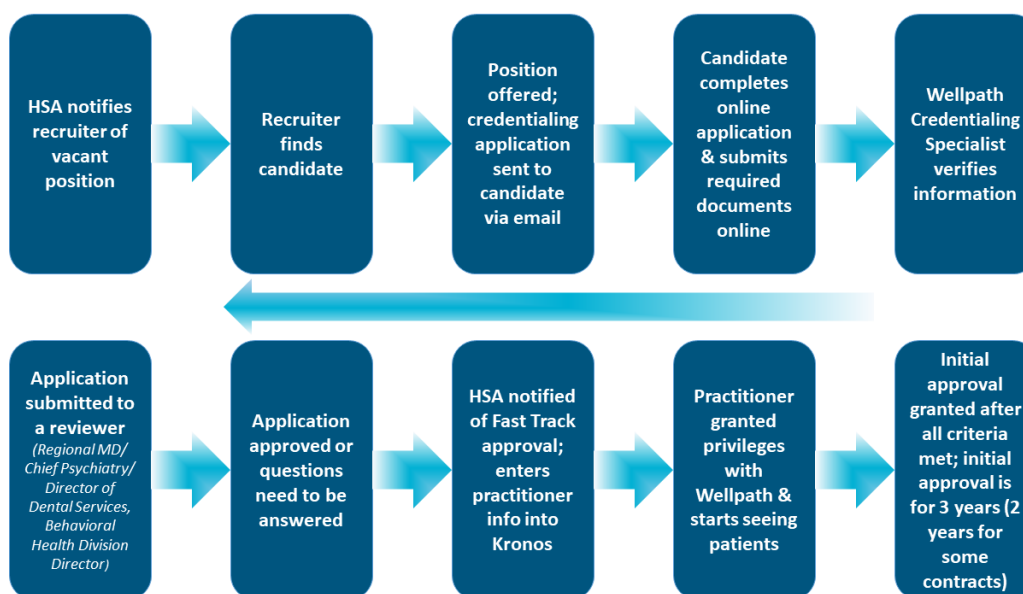 HSA notifies
recruiter of
vacant
position
Recruiter
finds
candidate
Position
offered;
credentialing
application
sent to
candidate
via email
Candidate
completes
online
application
& submits
required
documents
online
Wellpath
Credentialing
Specialist
verifies
information
Application
submitted to
a reviewer
(Regional MD/
Chief Psychiatry/
Director of
Dental Services,
Behavioral
Health Division
Director)
Application
approved or
questions
need to be
answered
HSA notified
of Fast Track
approval;
enters
practitioner
info into
Kronos
Practitioner
granted
privileges
with
Wellpath &
starts seeing
patients
Initial
approval
granted after
all criteria
met; initial
approval is
for 3 years (2
years for
some
contracts)